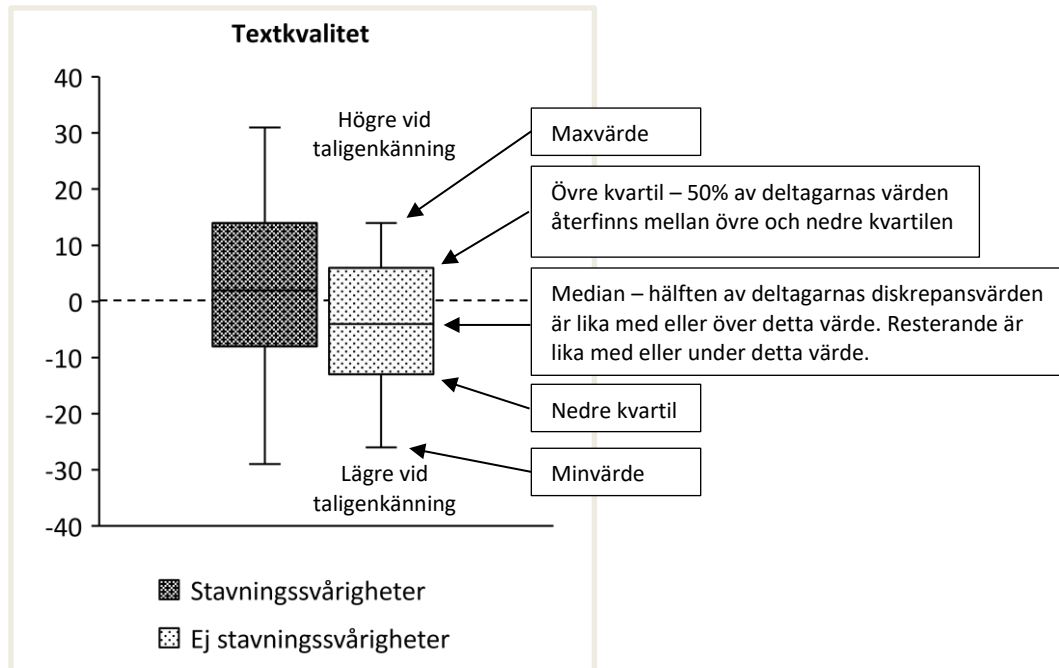 Textkvalitet
40
30
20
10
0
-10
-20
-30
-40
Högre vid
taligenkänning
Lägre vid
taligenkänning
Maxvärde
Övre kvartil – 50% av deltagarnas värden
återfinns mellan övre och nedre kvartilen
Median – hälften av deltagarnas diskrepansvärden
är lika med eller över detta värde. Resterande är
lika med eller under detta värde.
Nedre kvartil
Minvärde
Stavningssvårigheter
Ej stavningssvårigheter